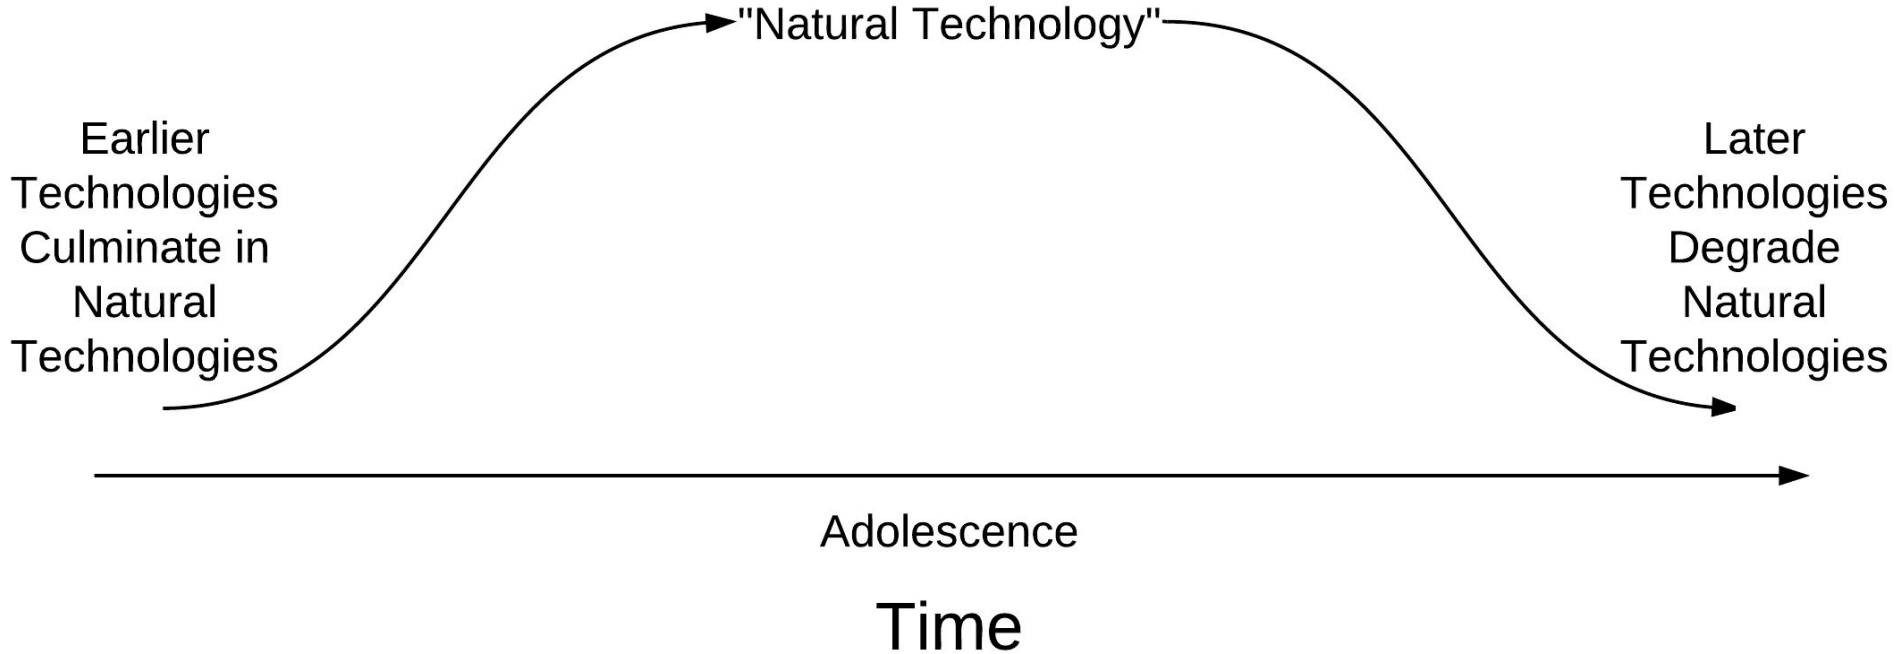 "Natural Technology"
Earlier
Technologies
Culminate in
Natural
Technologies
Later
Technologies
Degrade
Natural
Technologies
Adolescence
Time